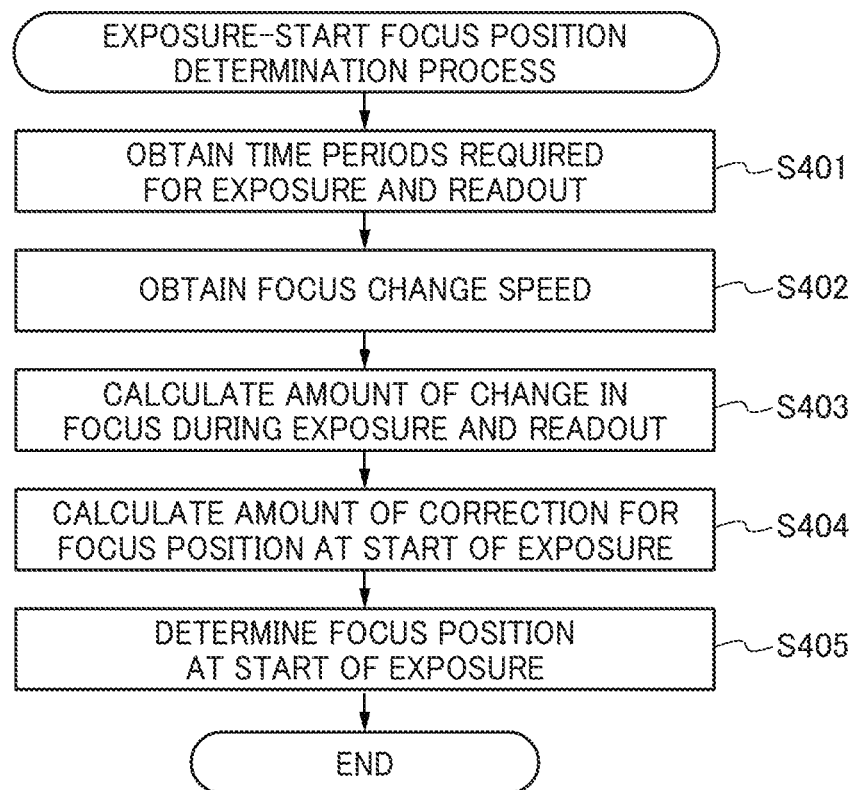 EXPOSURE-START FOCUS POSITION
DETERMINATION PROCESS
OBTAIN TIME PERIODS REQUIRED
FOR EXPOSURE AND READOUT
S401
OBTAIN FOCUS CHANGE SPEED
S402
CALCULATE AMOUNT OF CHANGE IN
FOCUS DURING EXPOSURE AND READOUT
S403
CALCULATE AMOUNT OF CORRECTION FOR
FOCUS POSITION AT START OF EXPOSURE
S404
DETERMINE FOCUS POSITION
AT START OF EXPOSURE
S405
END